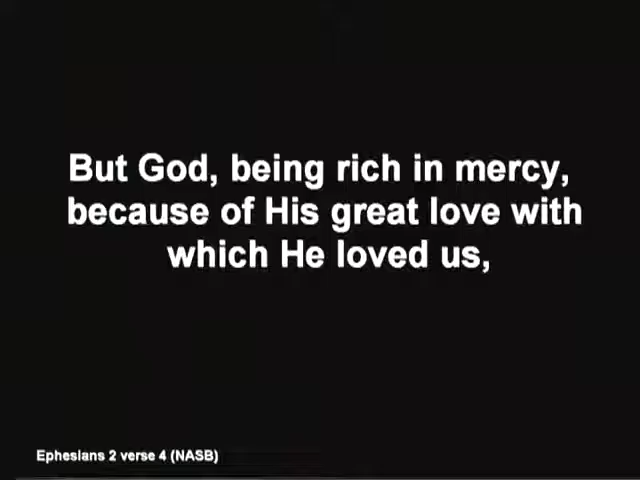 But God, being rich in mercy,
because of His great love with
which He loved us,
Ephesians 2 verse 4 (NASB)